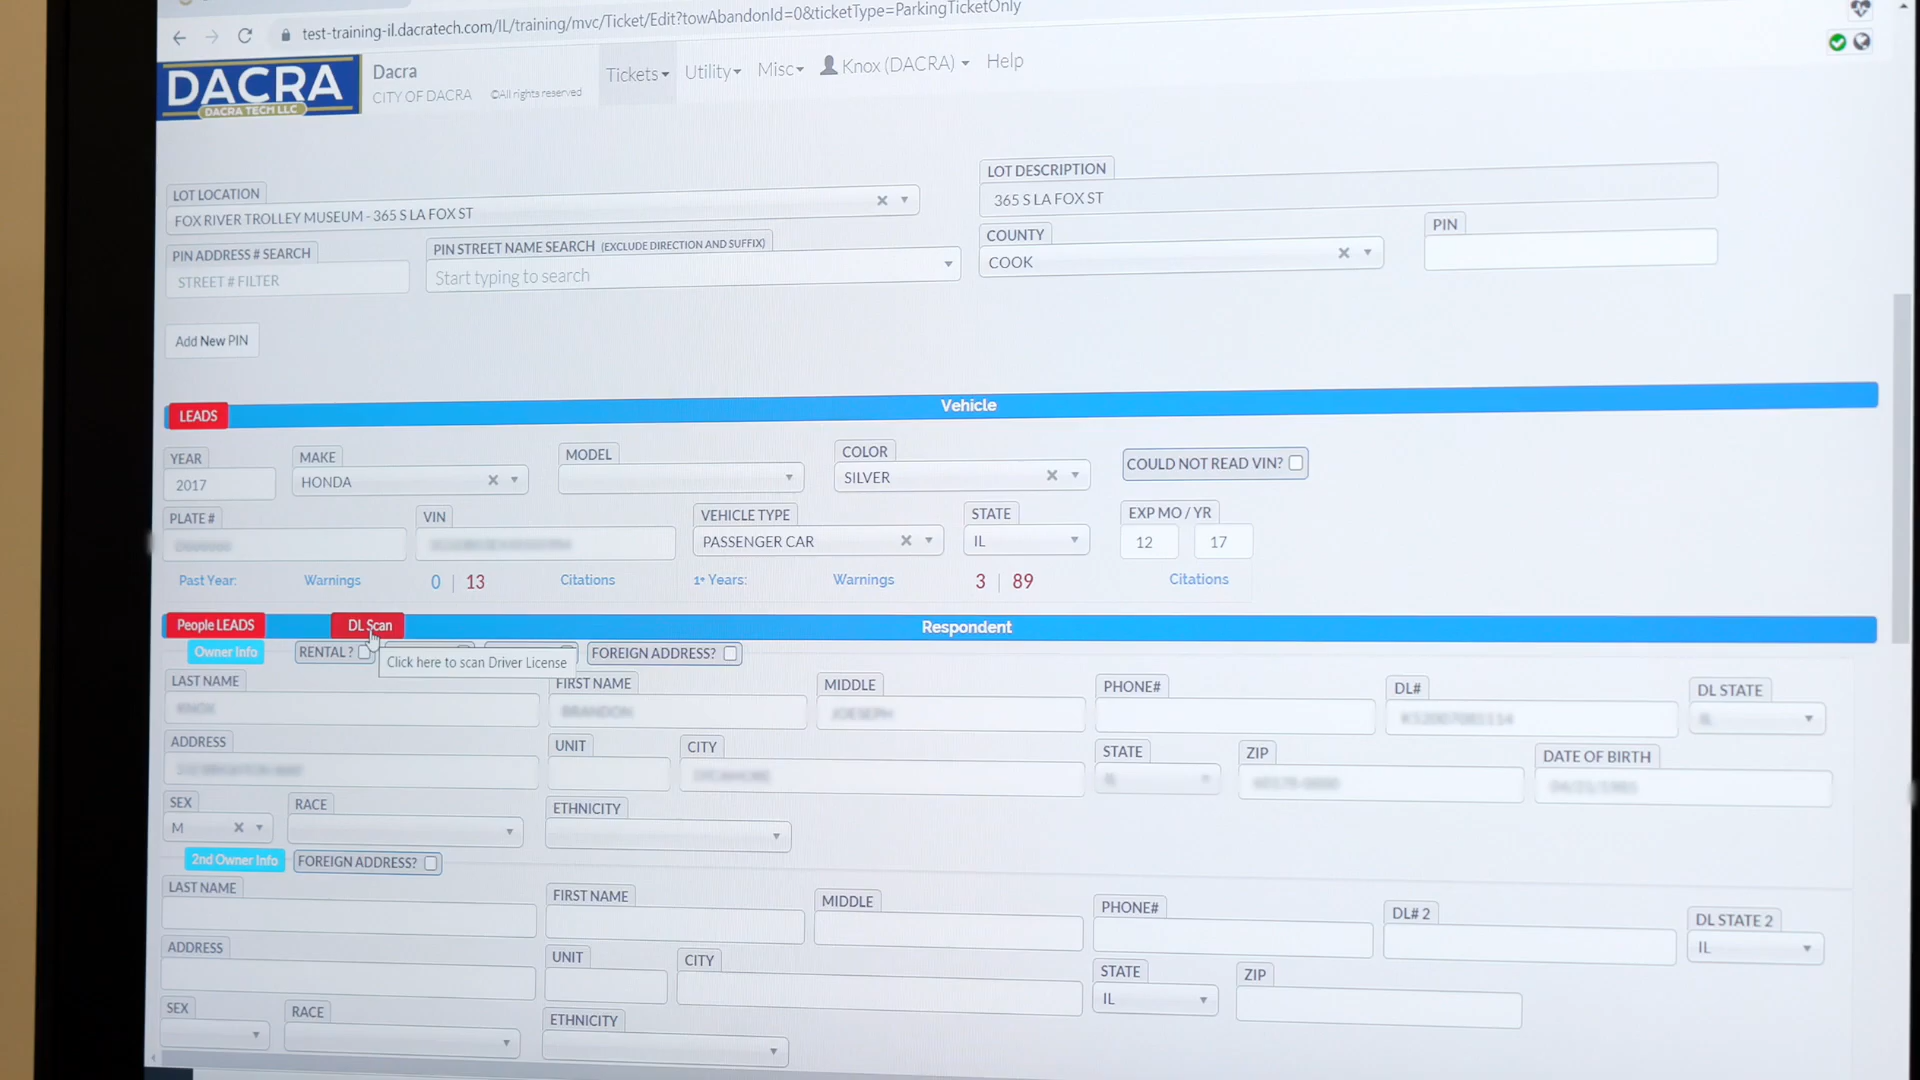 test-training-il.dacratech.com/IL/training/mvc/Ticket/Edit?towAbandonId=0&ticketType=ParkingTicketOnly
DACRA
DACRA TECH LLC
Dacra
CITY OF DACRA ©All rights reserved
Tickets Utility Misc Knox (DACRA) Help
LOT LOCATION
FOX RIVER TROLLEY MUSEUM - 365 S LA FOX ST
LOT DESCRIPTION
365 S LA FOX ST
PIN ADDRESS # SEARCH
STREET # FILTER
PIN STREET NAME SEARCH (EXCLUDE DIRECTION AND SUFFIX)
Start typing to search
COUNTY
COOK
PIN
Add New PIN
LEADS Vehicle
YEAR
2017
MAKE
HONDA
MODEL
COLOR
SILVER
COULD NOT READ VIN?
PLATE #
VIN
VEHICLE TYPE
PASSENGER CAR
STATE
IL
EXP MO / YR
12 17
Past Year: Warnings 0 | 13 Citations 1+ Years: Warnings 3 | 89 Citations
People LEADS DL Scan Respondent
Owner Info RENTAL? FOREIGN ADDRESS?
Click here to scan Driver License
LAST NAME
FIRST NAME
MIDDLE
PHONE#
DL#
DL STATE
ADDRESS
UNIT
CITY
STATE
ZIP
DATE OF BIRTH
SEX
M
RACE
ETHNICITY
2nd Owner Info FOREIGN ADDRESS?
LAST NAME
FIRST NAME
MIDDLE
PHONE#
DL# 2
DL STATE 2
IL
ADDRESS
UNIT
CITY
STATE
IL
ZIP
SEX
RACE
ETHNICITY